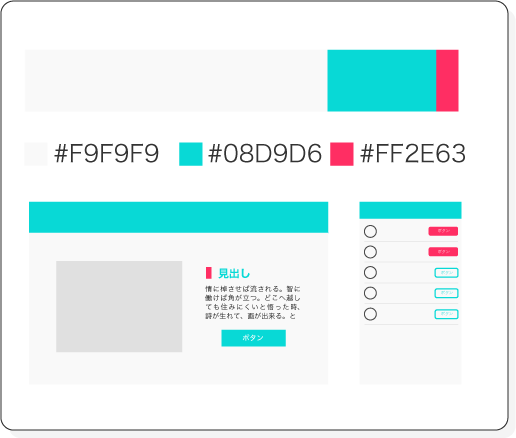 #F9F9F9 #08D9D6 #FF2E63
見出し
情に棹させば流される。智に
働けば角が立つ。どこへ越し
ても住みにくいと悟った時、
詩が生れて、画が出来る。と
ボタン
ボタン
ボタン
ボタン
ボタン
ボタン